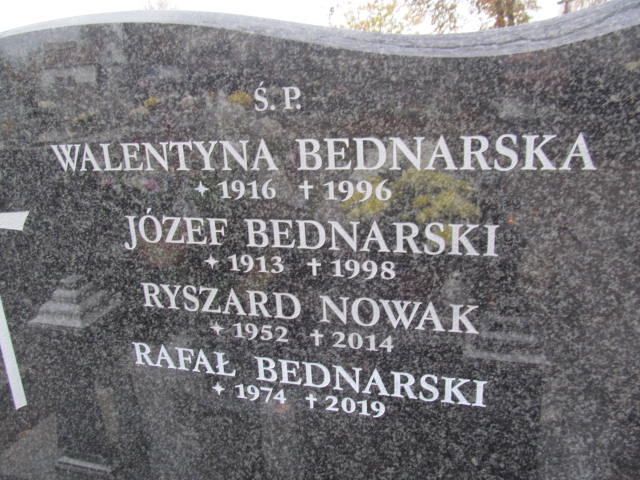 Ś. P.
WALENTYNA BEDNARSKA
✦ 1916 † 1996
JÓZEF BEDNARSKI
✦ 1913 † 1998
RYSZARD NOWAK
✦ 1952 † 2014
RAFAŁ BEDNARSKI
✦ 1974 † 2019